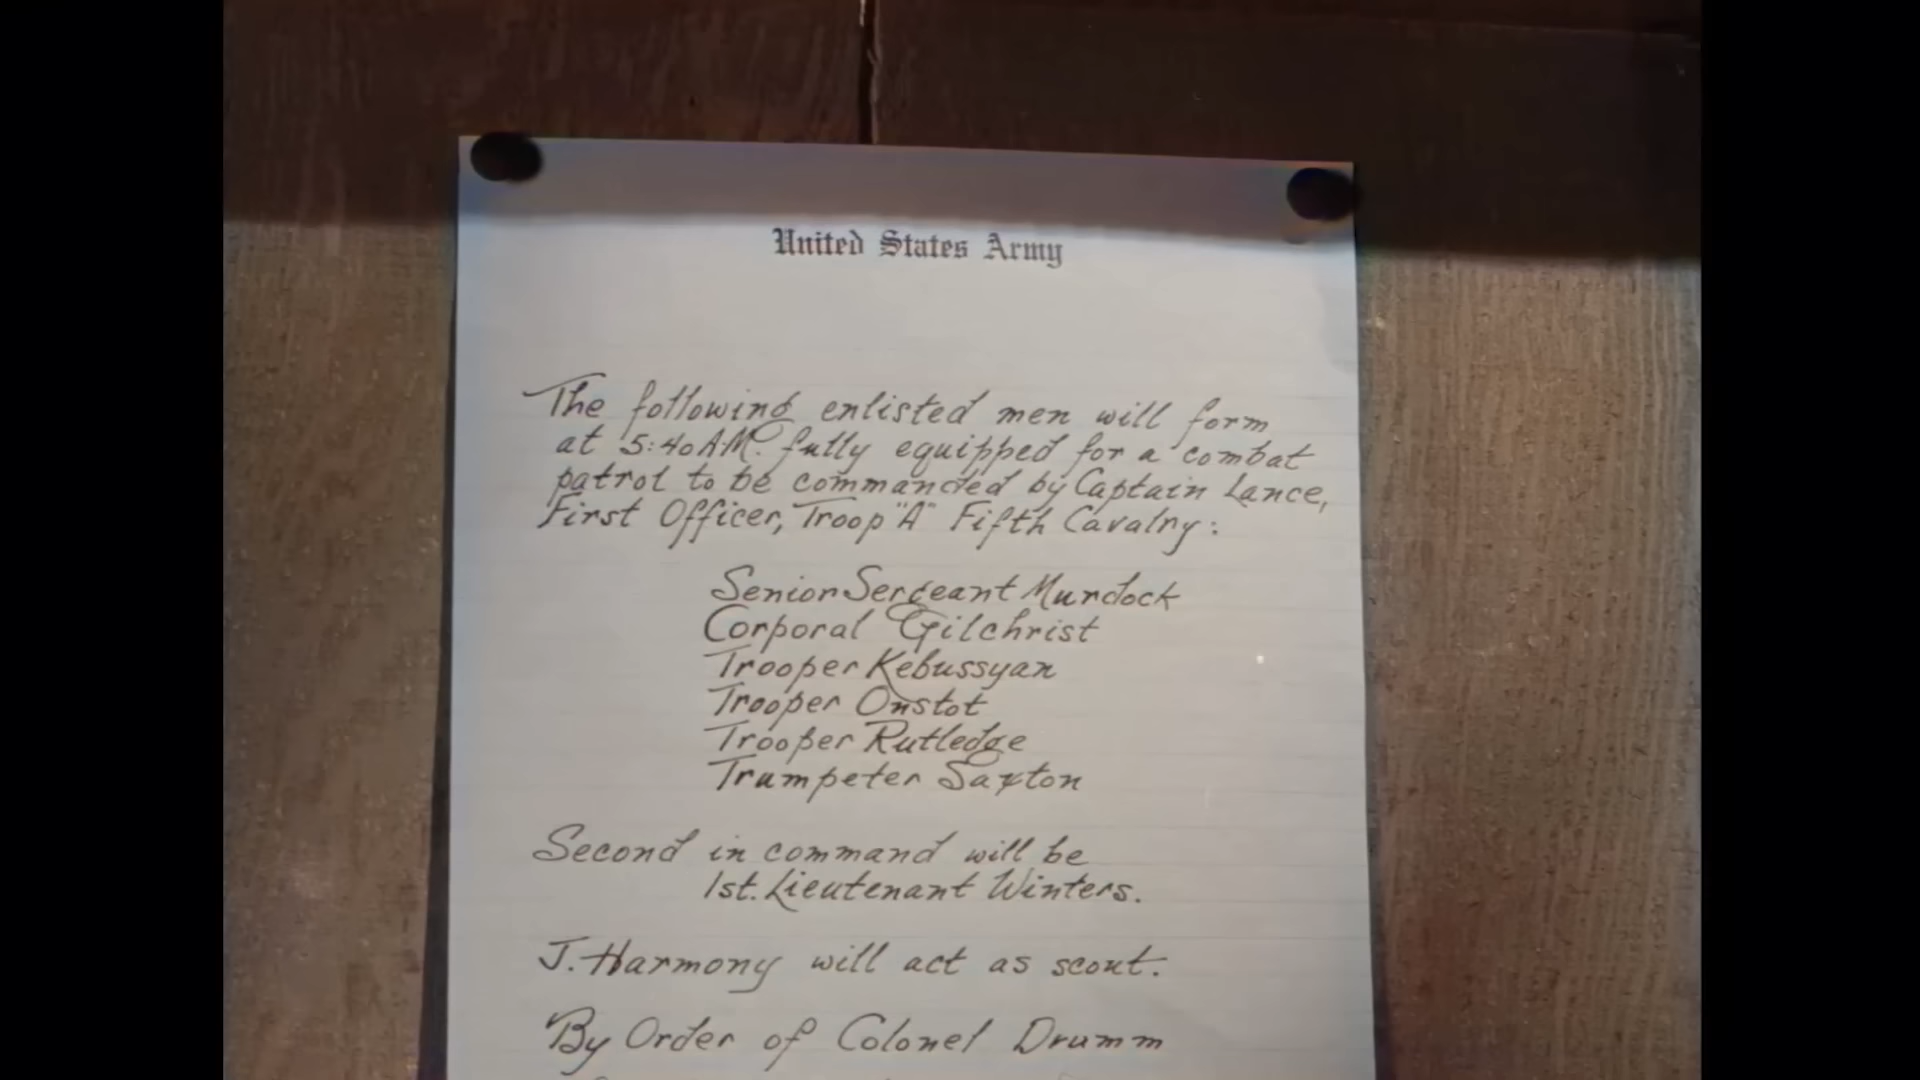 United States Army
The following enlisted men will form
at 5:40 A.M. fully equipped for a combat
patrol to be commanded by Captain Lance,
First Officer, Troop "A" Fifth Cavalry:
Senior Sergeant Murdock
Corporal Gilchrist
Trooper Kebussyan
Trooper Onstot
Trooper Rutledge
Trumpeter Saxton
Second in command will be
1st. Lieutenant Winters.
J. Harmony will act as scout.
By Order of Colonel Drumm